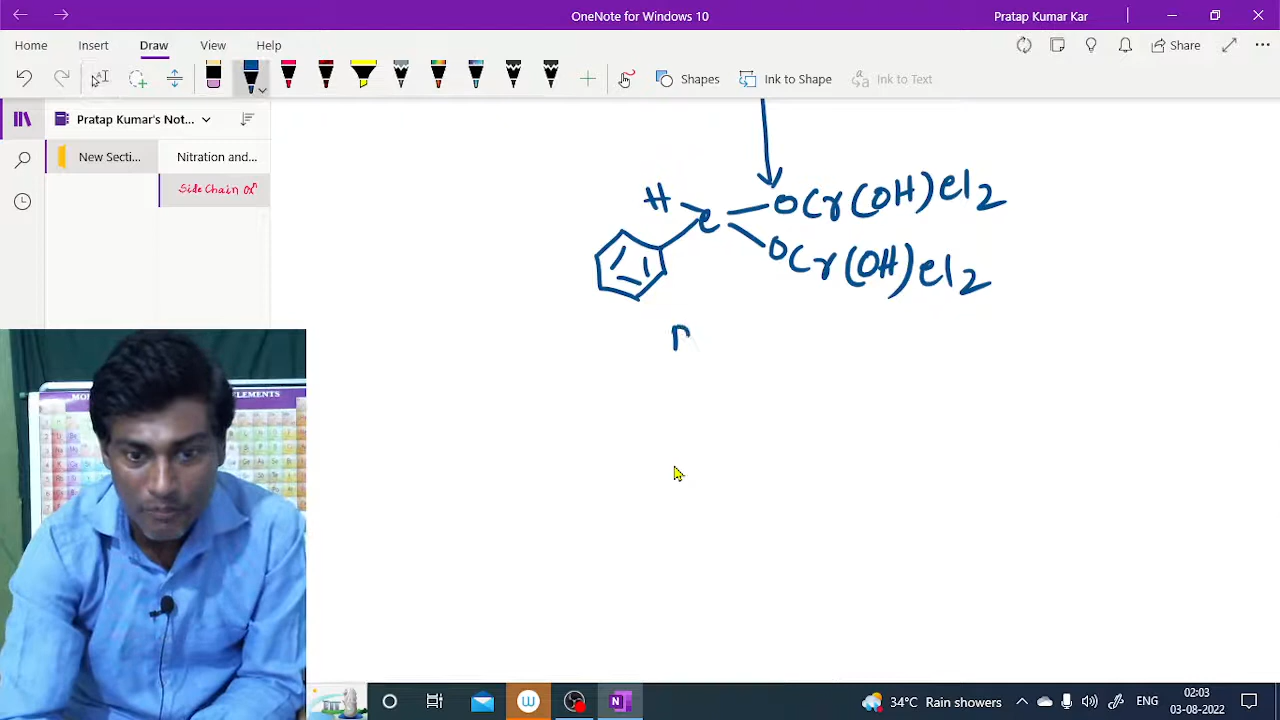 OneNote for Windows 10
Pratap Kumar Kar
Home
Insert
Draw
View
Help
Share
Shapes
Ink to Shape
Ink to Text
Pratap Kumar's Not...
New Secti...
Nitration and...
Side Chain Oxⁿ
H
C
OCr(OH)Cl2
OCr(OH)Cl2
ELEMENTS
W
N
34°C Rain showers
ENG
02:03
03-08-2022